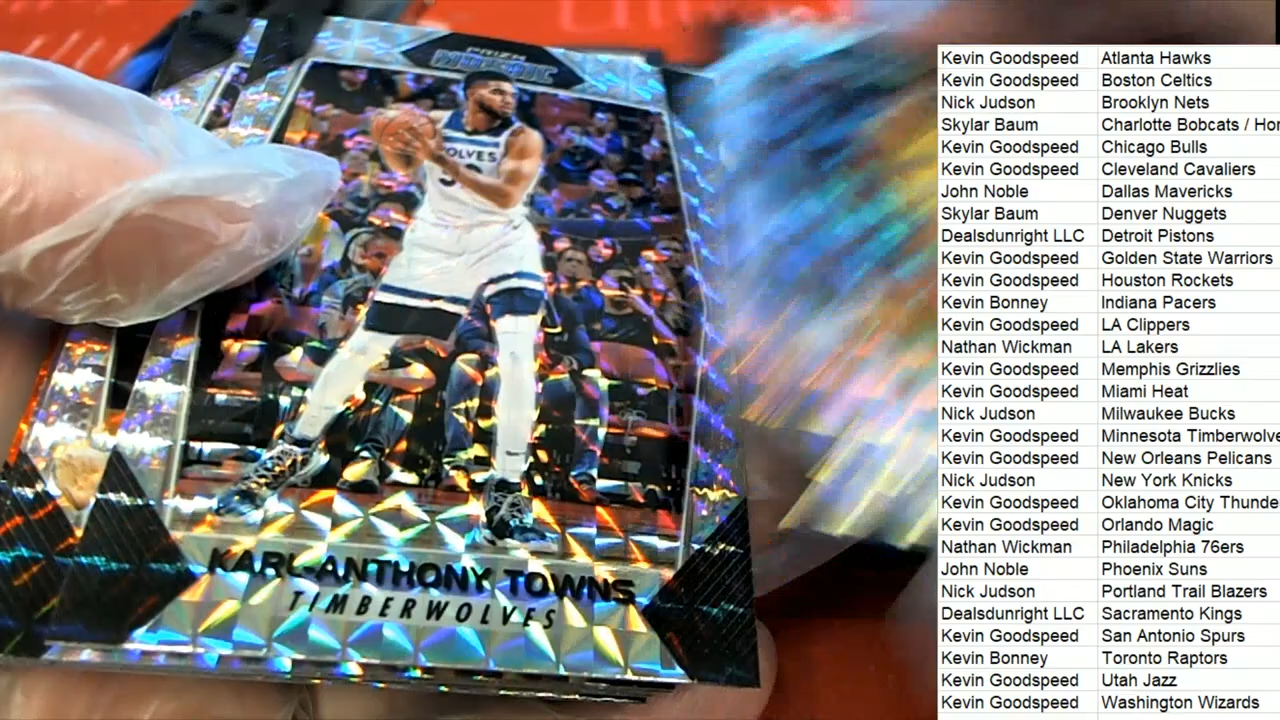 PRIZM
MOSAIC
WOLVES
KARL-ANTHONY TOWNS
TIMBERWOLVES
Kevin Goodspeed Atlanta Hawks
Kevin Goodspeed Boston Celtics
Nick Judson Brooklyn Nets
Skylar Baum Charlotte Bobcats / Hor
Kevin Goodspeed Chicago Bulls
Kevin Goodspeed Cleveland Cavaliers
John Noble Dallas Mavericks
Skylar Baum Denver Nuggets
Dealsdunright LLC Detroit Pistons
Kevin Goodspeed Golden State Warriors
Kevin Goodspeed Houston Rockets
Kevin Bonney Indiana Pacers
Kevin Goodspeed LA Clippers
Nathan Wickman LA Lakers
Kevin Goodspeed Memphis Grizzlies
Kevin Goodspeed Miami Heat
Nick Judson Milwaukee Bucks
Kevin Goodspeed Minnesota Timberwolve
Kevin Goodspeed New Orleans Pelicans
Nick Judson New York Knicks
Kevin Goodspeed Oklahoma City Thunde
Kevin Goodspeed Orlando Magic
Nathan Wickman Philadelphia 76ers
John Noble Phoenix Suns
Nick Judson Portland Trail Blazers
Dealsdunright LLC Sacramento Kings
Kevin Goodspeed San Antonio Spurs
Kevin Bonney Toronto Raptors
Kevin Goodspeed Utah Jazz
Kevin Goodspeed Washington Wizards